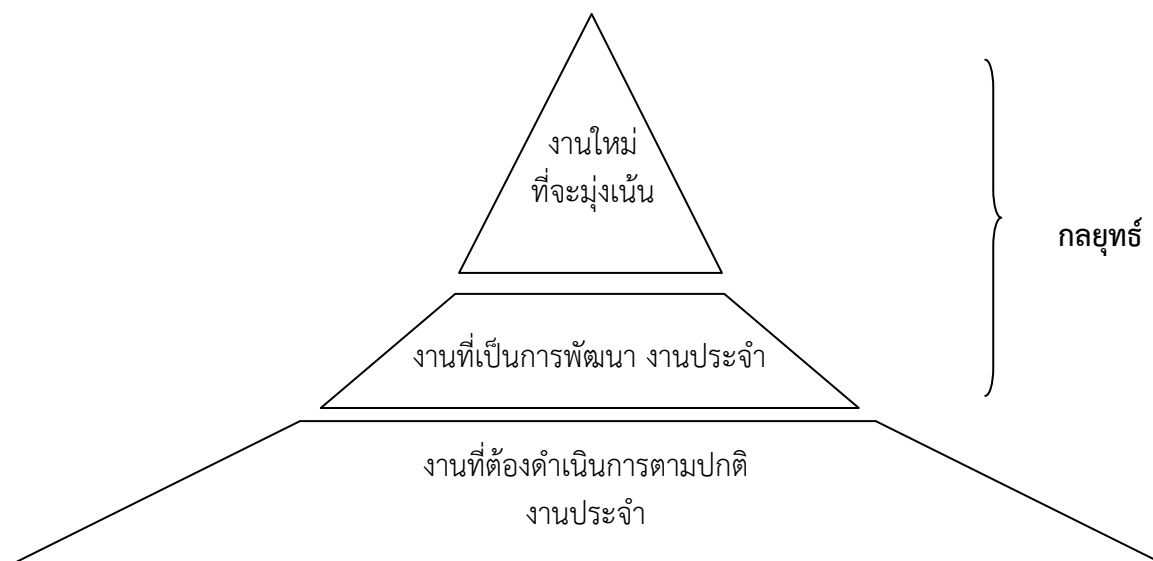 งานใหม่
ที่จะมุ่งเน้น
กลยุทธ์
งานที่เป็นการพัฒนา งานประจำ
งานที่ต้องดำเนินการตามปกติ
งานประจำ